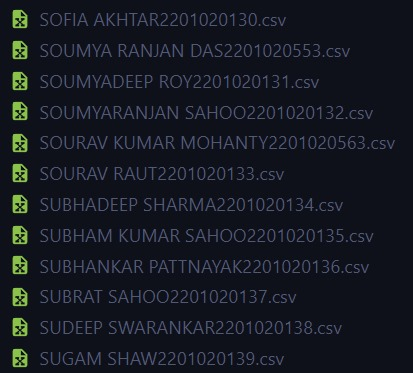 SOFIA AKHTAR2201020130.csv
SOUMYA RANJAN DAS2201020553.csv
SOUMYADEEP ROY2201020131.csv
SOUMYARANJAN SAHOO2201020132.csv
SOURAV KUMAR MOHANTY2201020563.csv
SOURAV RAUT2201020133.csv
SUBHADEEP SHARMA2201020134.csv
SUBHAM KUMAR SAHOO2201020135.csv
SUBHANKAR PATTNAYAK2201020136.csv
SUBRAT SAHOO2201020137.csv
SUDEEP SWARANKAR2201020138.csv
SUGAM SHAW2201020139.csv